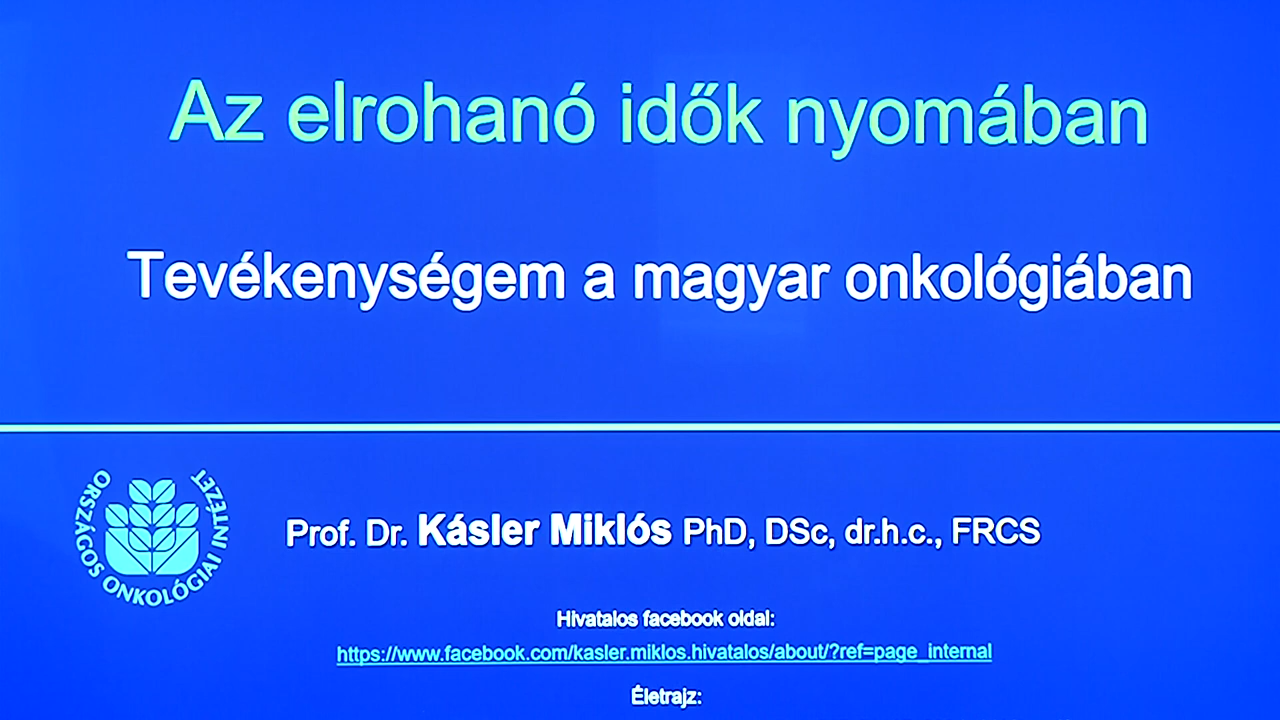 Az elrohanó idők nyomában
Tevékenységem a magyar onkológiában
ORSZÁGOS ONKOLÓGIAI INTÉZET
Prof. Dr. Kásler Miklós PhD, DSc, dr.h.c., FRCS
Hivatalos facebook oldal:
https://www.facebook.com/kasler.miklos.hivatalos/about/?ref=page_internal
Életrajz: